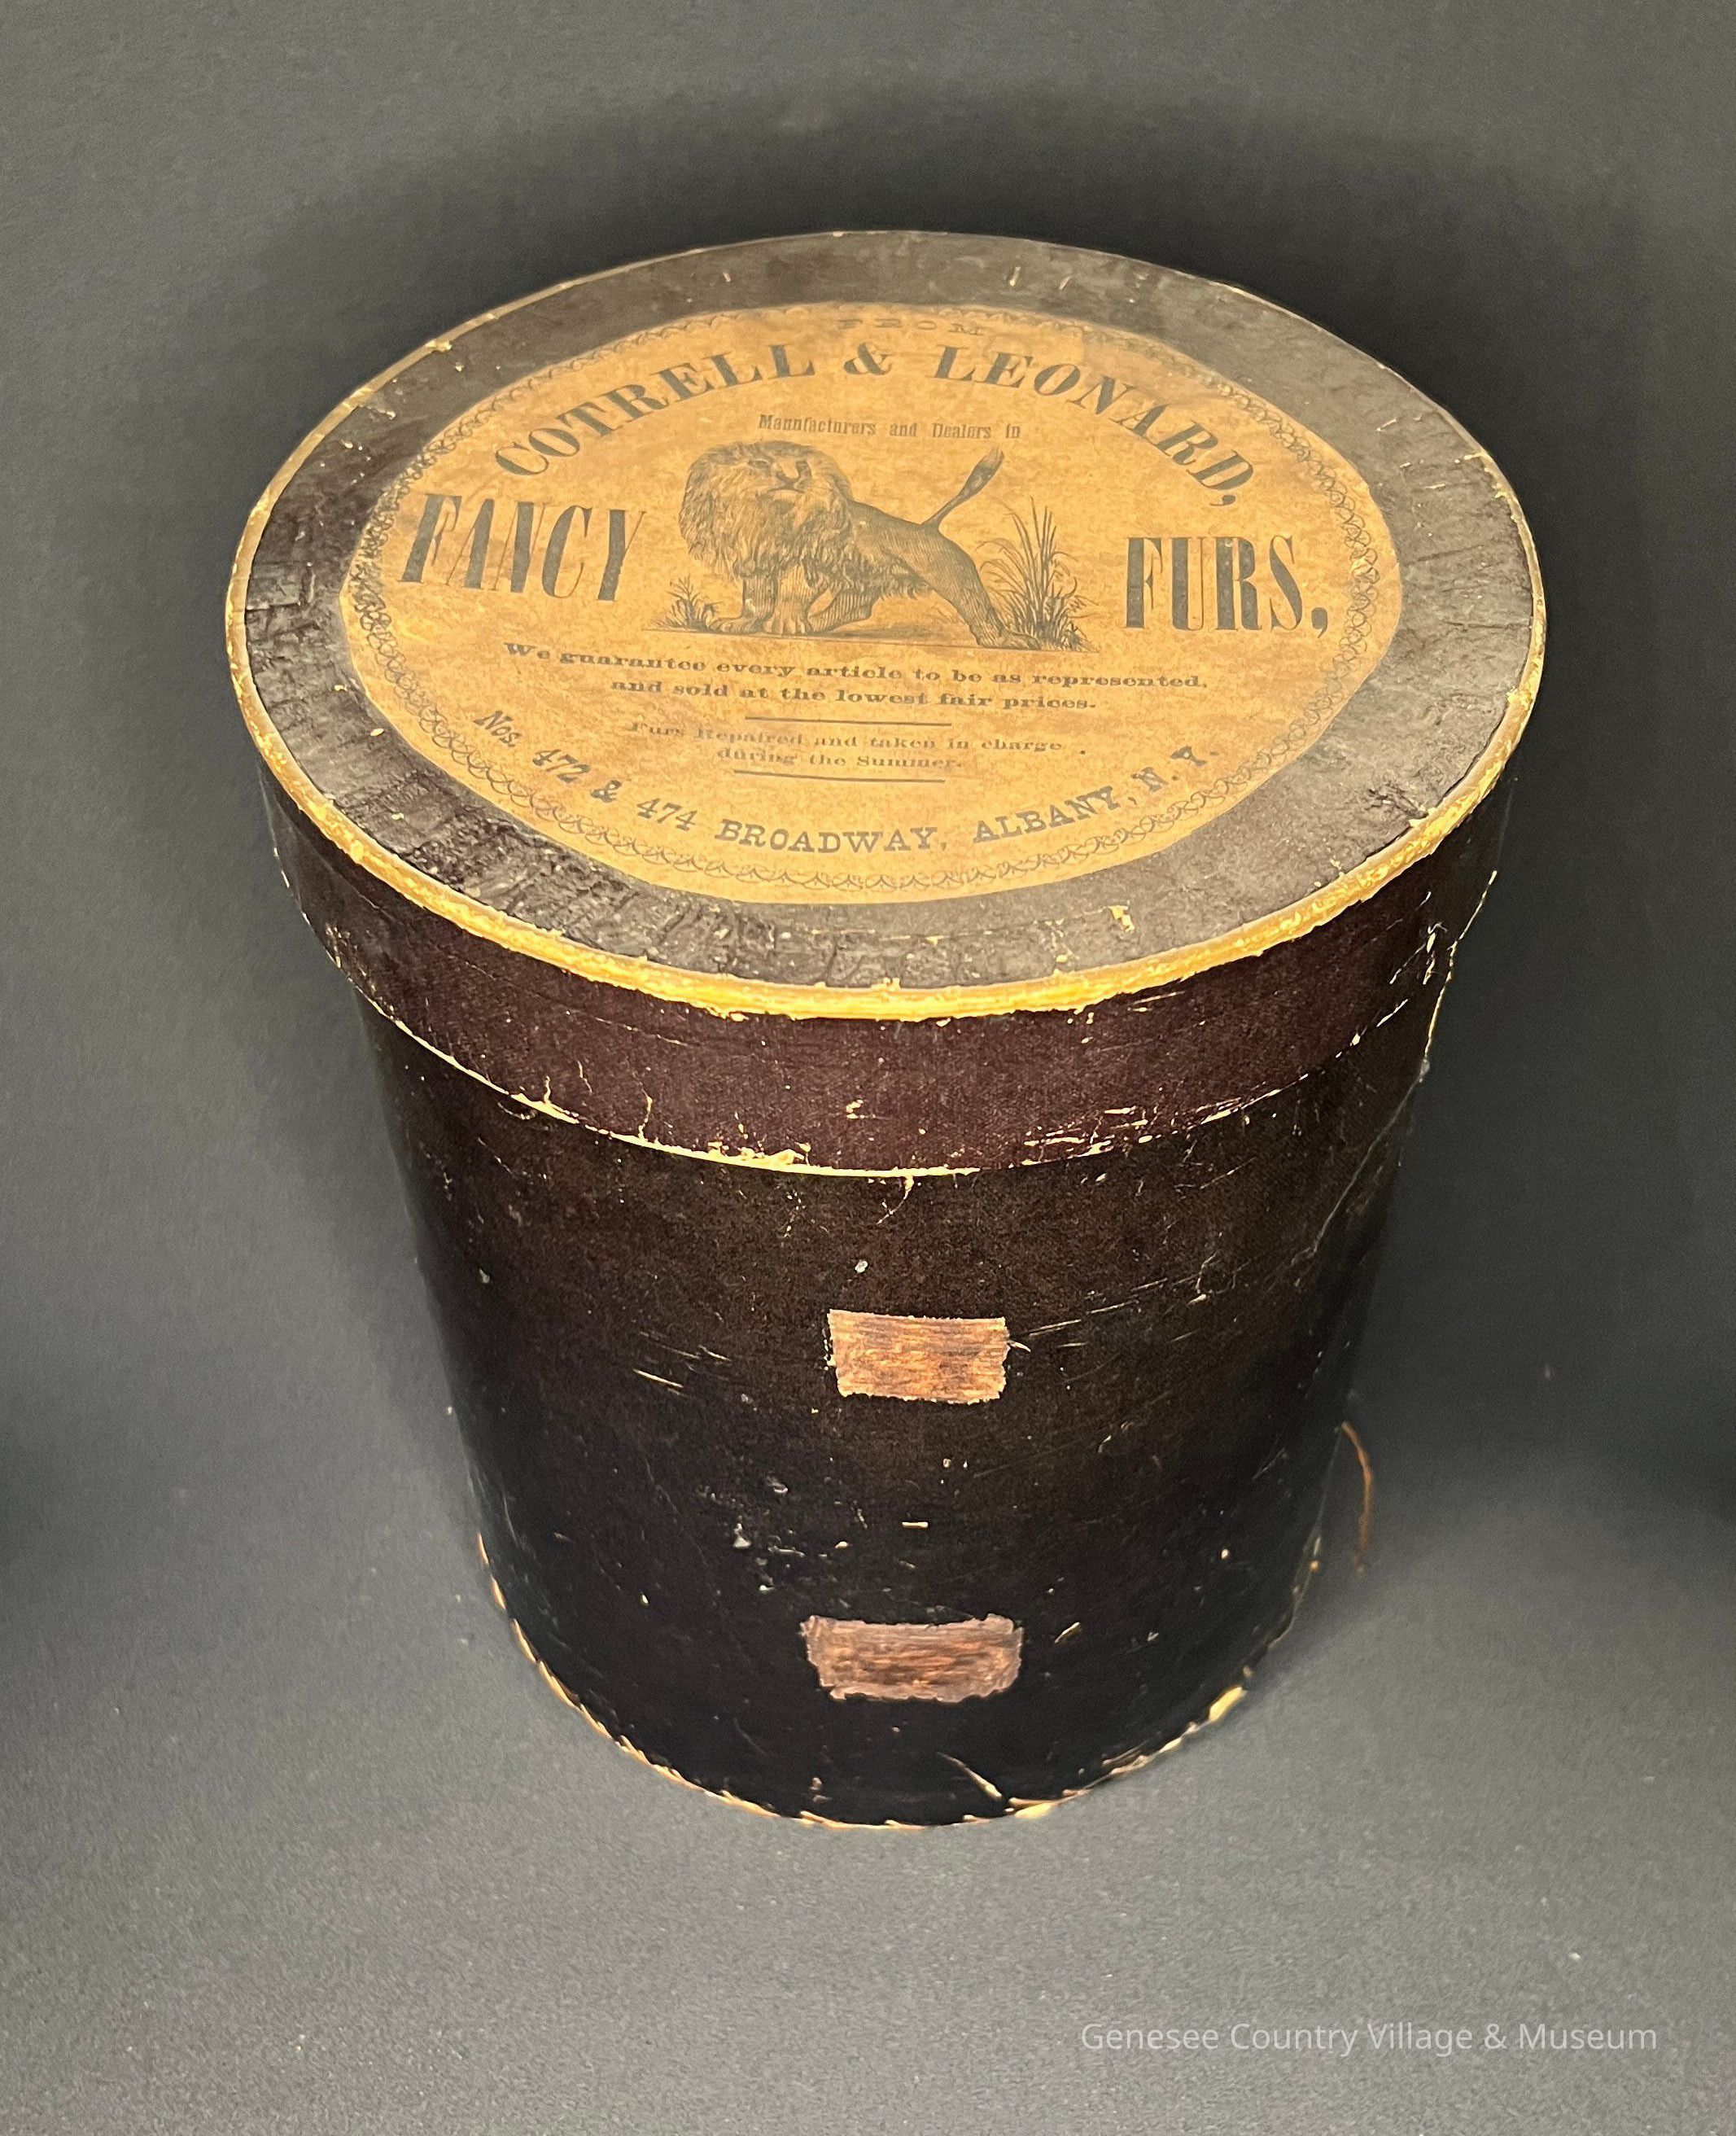 FROM
COTRELL & LEONARD,
Manufacturers and Dealers in
FANCY FURS,
We guarantee every article to be as represented,
and sold at the lowest fair prices.
Furs Repaired and taken in charge
during the Summer.
Nos. 472 & 474 BROADWAY, ALBANY, N.Y.
Genesee Country Village & Museum